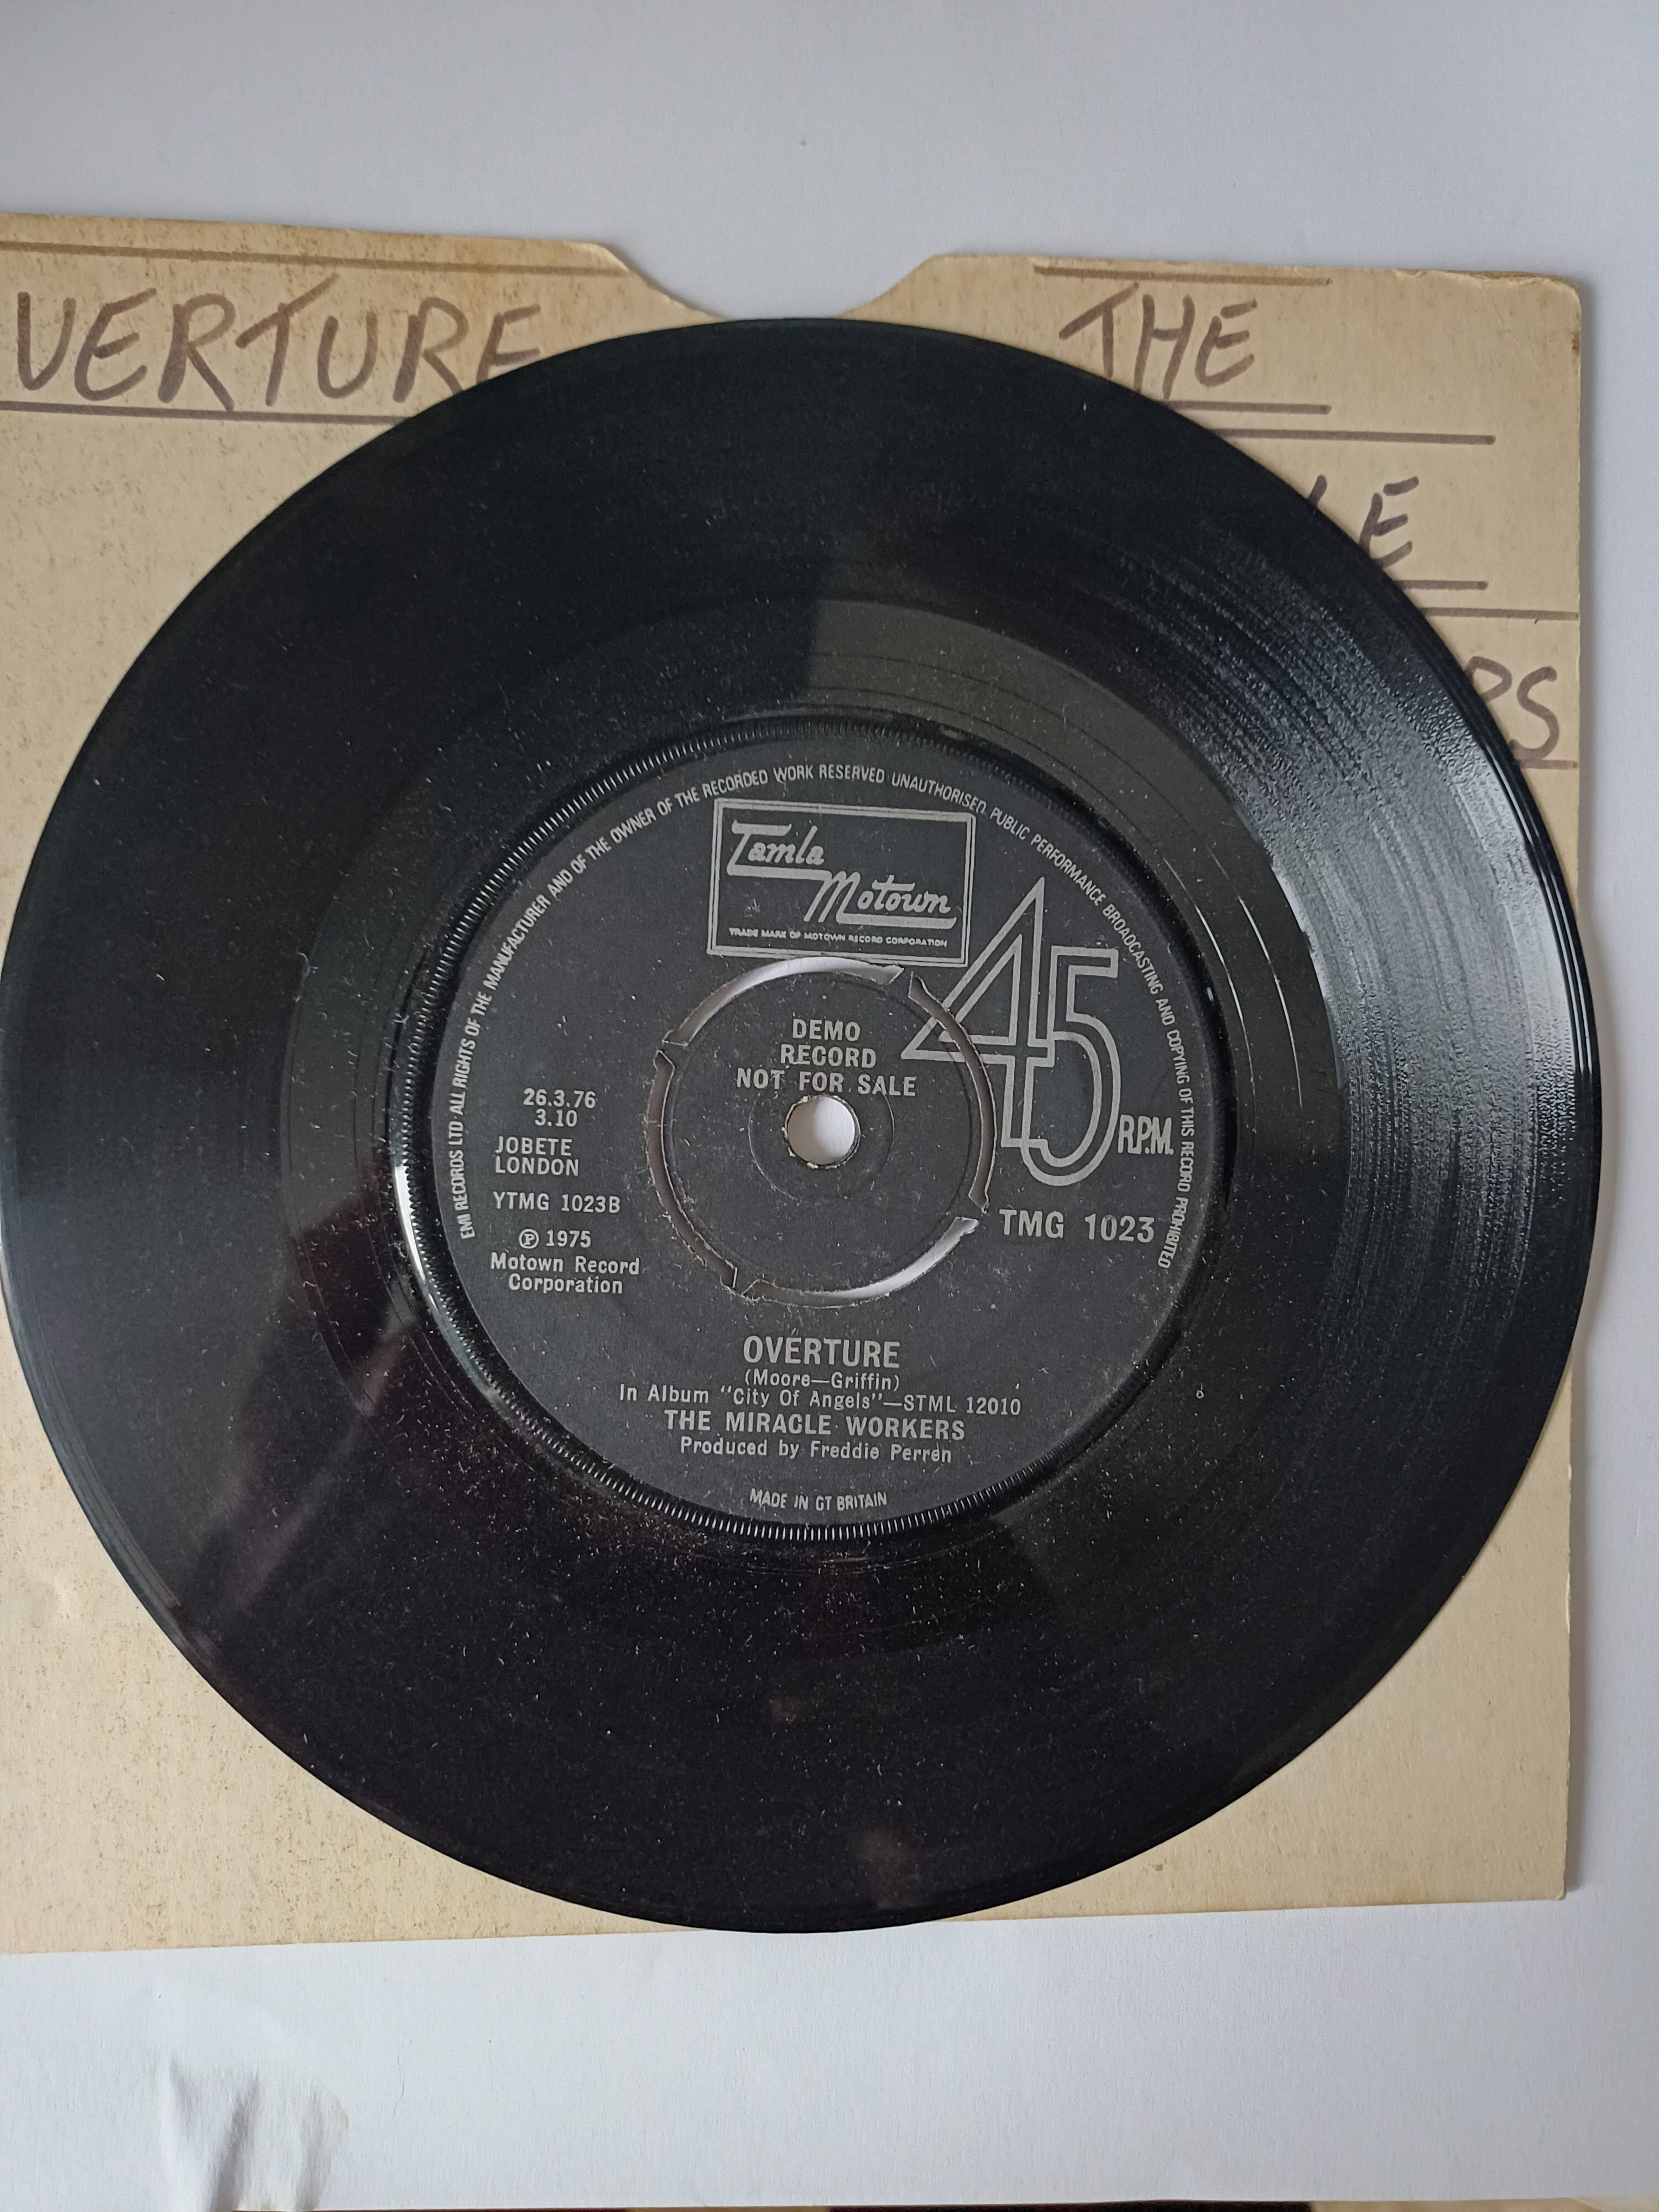 VERTURE THE
E
RS
EMI RECORDS LTD ALL RIGHTS OF THE MANUFACTURER AND OF THE OWNER OF THE RECORDED WORK RESERVED UNAUTHORISED PUBLIC PERFORMANCE BROADCASTING AND COPYING OF THIS RECORD PROHIBITED
Tamla
Motown
TRADE MARK OF MOTOWN RECORD CORPORATION
45
R.P.M.
DEMO
RECORD
NOT FOR SALE
26.3.76
3.10
JOBETE
LONDON
YTMG 1023B
TMG 1023
℗ 1975
Motown Record
Corporation
OVERTURE
(Moore—Griffin)
In Album "City Of Angels"—STML 12010
THE MIRACLE WORKERS
Produced by Freddie Perren
MADE IN GT BRITAIN